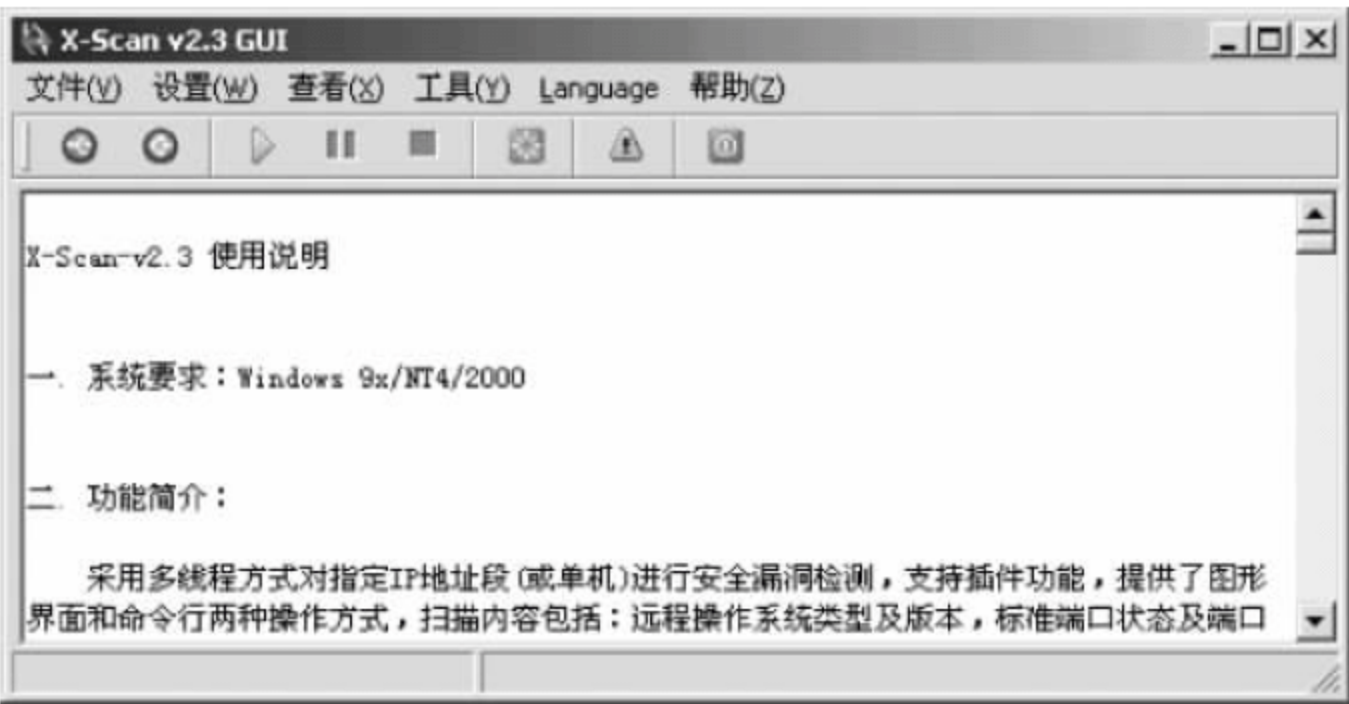 X-Scan v2.3 GUI
文件(V) 设置(W) 查看(X) 工具(Y) Language 帮助(Z)
X-Scan-v2.3 使用说明
一. 系统要求：Windows 9x/NT4/2000
二. 功能简介：
采用多线程方式对指定IP地址段(或单机)进行安全漏洞检测，支持插件功能，提供了图形
界面和命令行两种操作方式，扫描内容包括：远程操作系统类型及版本，标准端口状态及端口